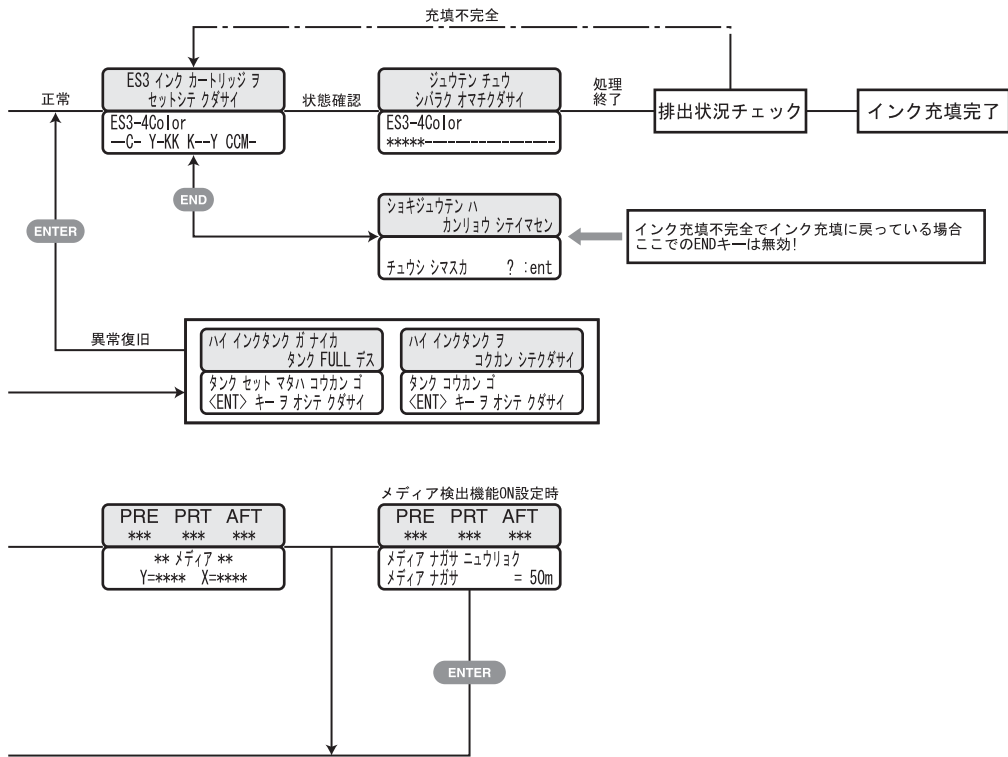 充填不完全
正常
ES3 インク カートリッジ ヲ
セットシテ クダサイ
ES3-4Color
—C- Y-KK K--Y CCM-
状態確認
ジュウテン チュウ
シバラク オマチクダサイ
ES3-4Color
*****----------------
処理
終了
排出状況チェック
インク充填完了
END
ENTER
ショキジュウテン ハ
カンリョウ シテイマセン
チュウシ シマスカ ? :ent
インク充填不完全でインク充填に戻っている場合
ここでのENDキーは無効!
異常復旧
ハイ インクタンク ガ ナイカ
タンク FULL デス
タンク セット マタハ コウカン ゴ
<ENT> キー ヲ オシテ クダサイ
ハイ インクタンク ヲ
コクカン シテクダサイ
タンク コウカン ゴ
<ENT> キー ヲ オシテ クダサイ
PRE PRT AFT
*** *** ***
** メディア **
Y=**** X=****
メディア検出機能ON設定時
PRE PRT AFT
*** *** ***
メディア ナガサ ニュウリョク
メディア ナガサ = 50m
ENTER